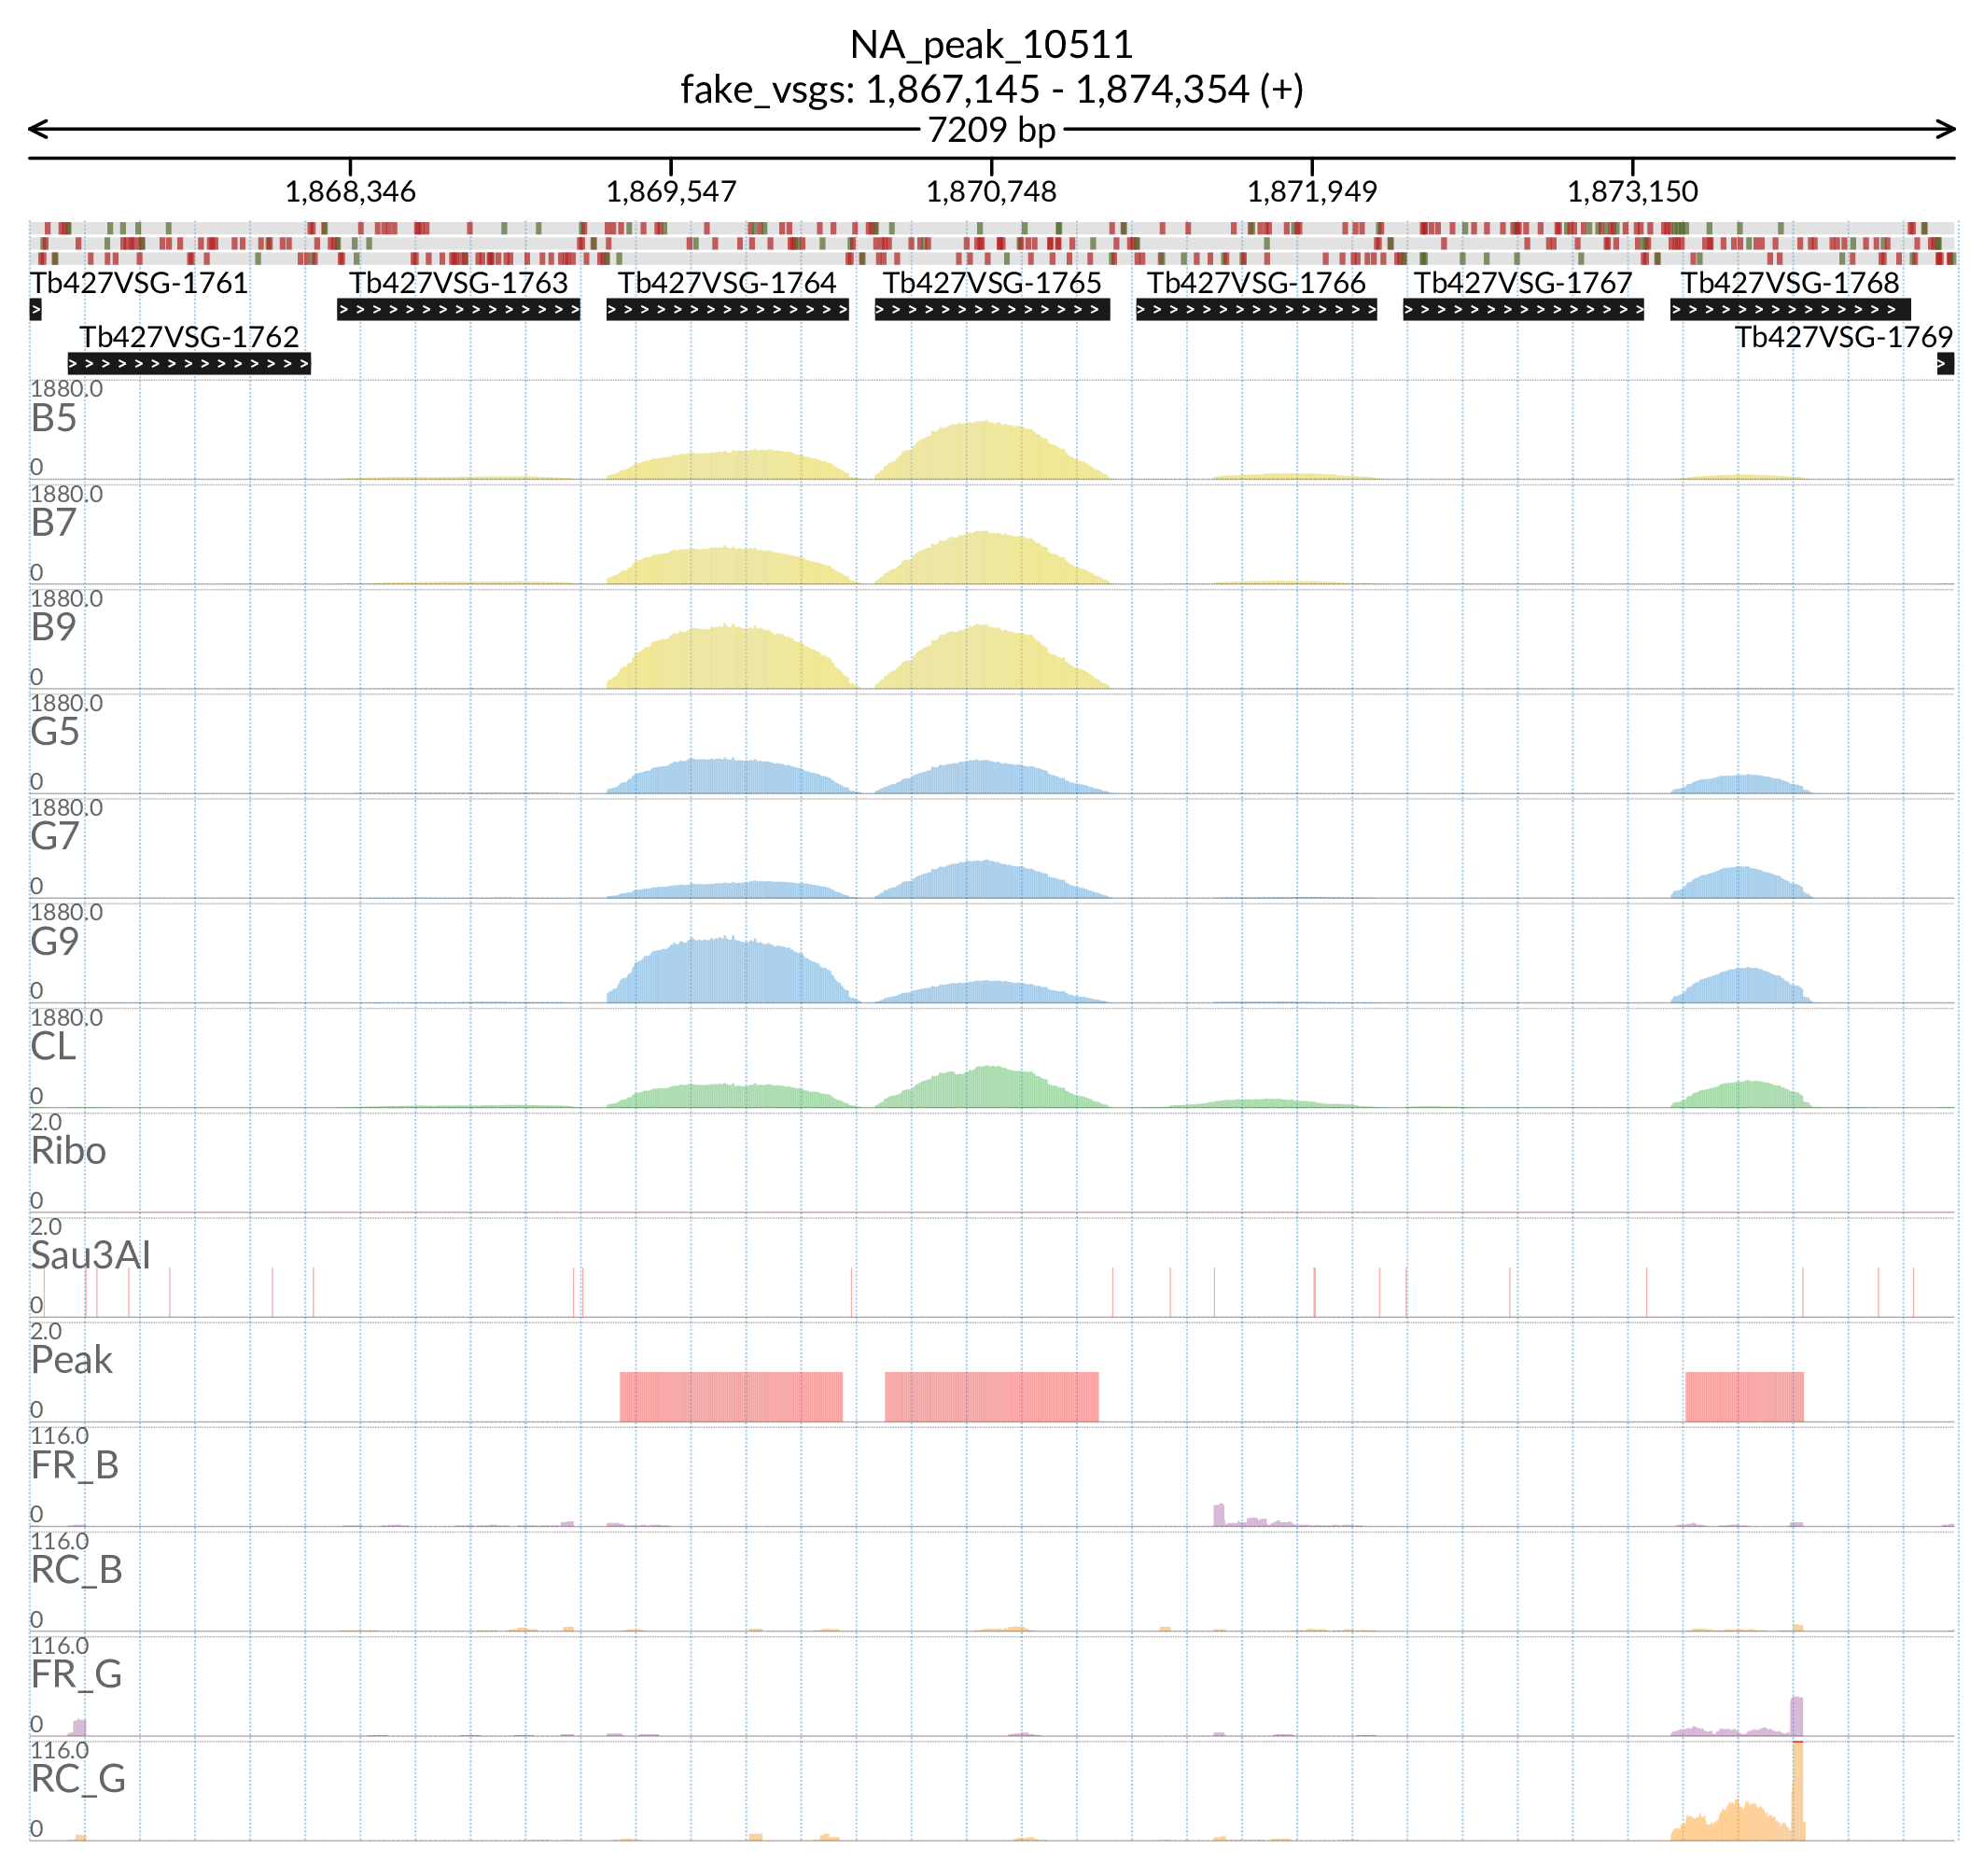 NA_peak_10511
fake_vsgs: 1,867,145 - 1,874,354 (+)
7209 bp
1,868,346 1,869,547 1,870,748 1,871,949 1,873,150
Tb427VSG-1761 Tb427VSG-1763 Tb427VSG-1764 Tb427VSG-1765 Tb427VSG-1766 Tb427VSG-1767 Tb427VSG-1768
Tb427VSG-1762 Tb427VSG-1769
1880.0
B5
0
1880.0
B7
0
1880.0
B9
0
1880.0
G5
0
1880.0
G7
0
1880.0
G9
0
1880.0
CL
0
2.0
Ribo
0
2.0
Sau3AI
0
2.0
Peak
0
116.0
FR_B
0
116.0
RC_B
0
116.0
FR_G
0
116.0
RC_G
0